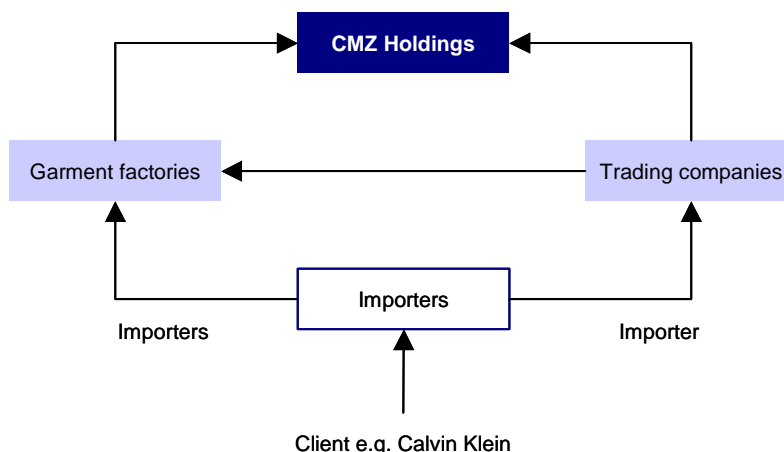 CMZ Holdings
Garment factories
Trading companies
Importers
Importers
Importer
Client e.g. Calvin Klein